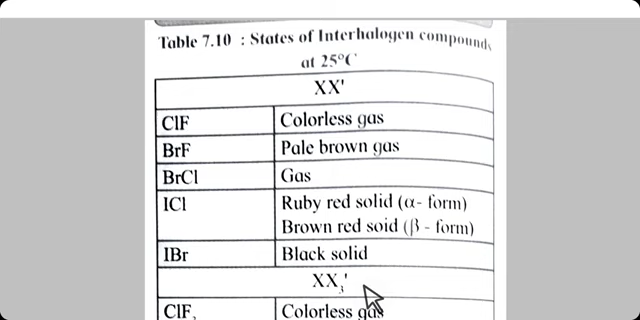 Table 7.10 : States of Interhalogen compounds
at 25°C
XX'
ClF Colorless gas
BrF Pale brown gas
BrCl Gas
ICl Ruby red solid (α- form)
Brown red soid (β - form)
IBr Black solid
XX₃'
ClF₃ Colorless gas